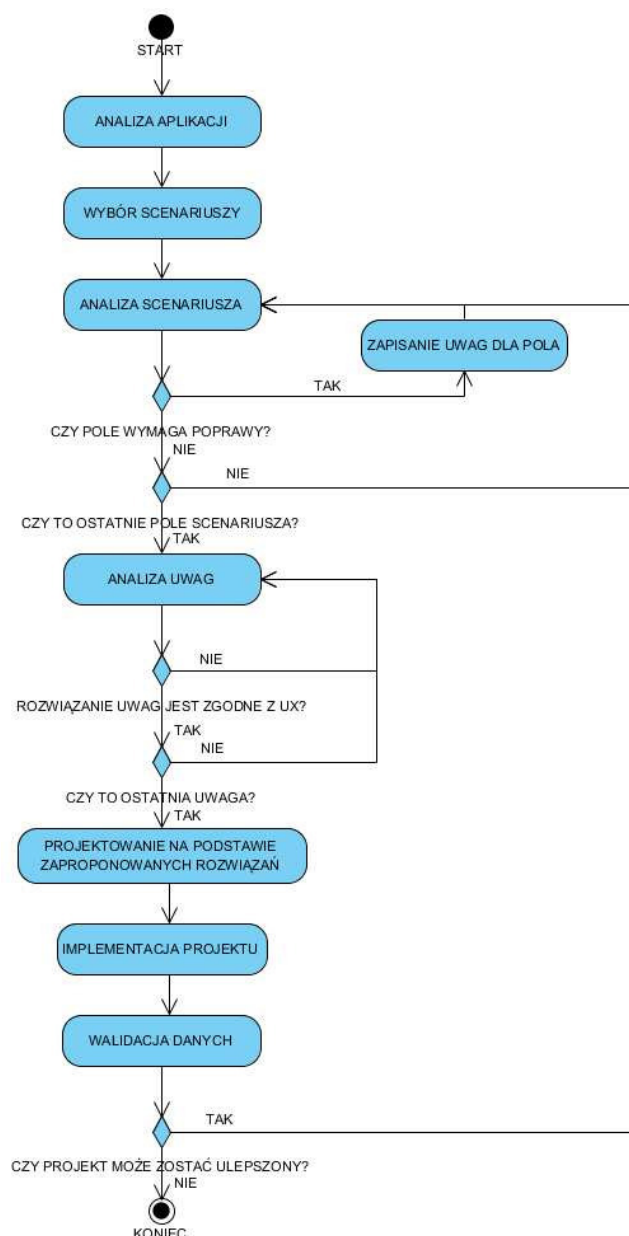 START
ANALIZA APLIKACJI
WYBÓR SCENARIUSZY
ANALIZA SCENARIUSZA
ZAPISANIE UWAG DLA POLA
TAK
CZY POLE WYMAGA POPRAWY?
NIE
NIE
CZY TO OSTATNIE POLE SCENARIUSZA?
TAK
ANALIZA UWAG
NIE
ROZWIĄZANIE UWAG JEST ZGODNE Z UX?
TAK
NIE
CZY TO OSTATNIA UWAGA?
TAK
PROJEKTOWANIE NA PODSTAWIE
ZAPROPONOWANYCH ROZWIĄZAŃ
IMPLEMENTACJA PROJEKTU
WALIDACJA DANYCH
TAK
CZY PROJEKT MOŻE ZOSTAĆ ULEPSZONY?
NIE
KONIEC